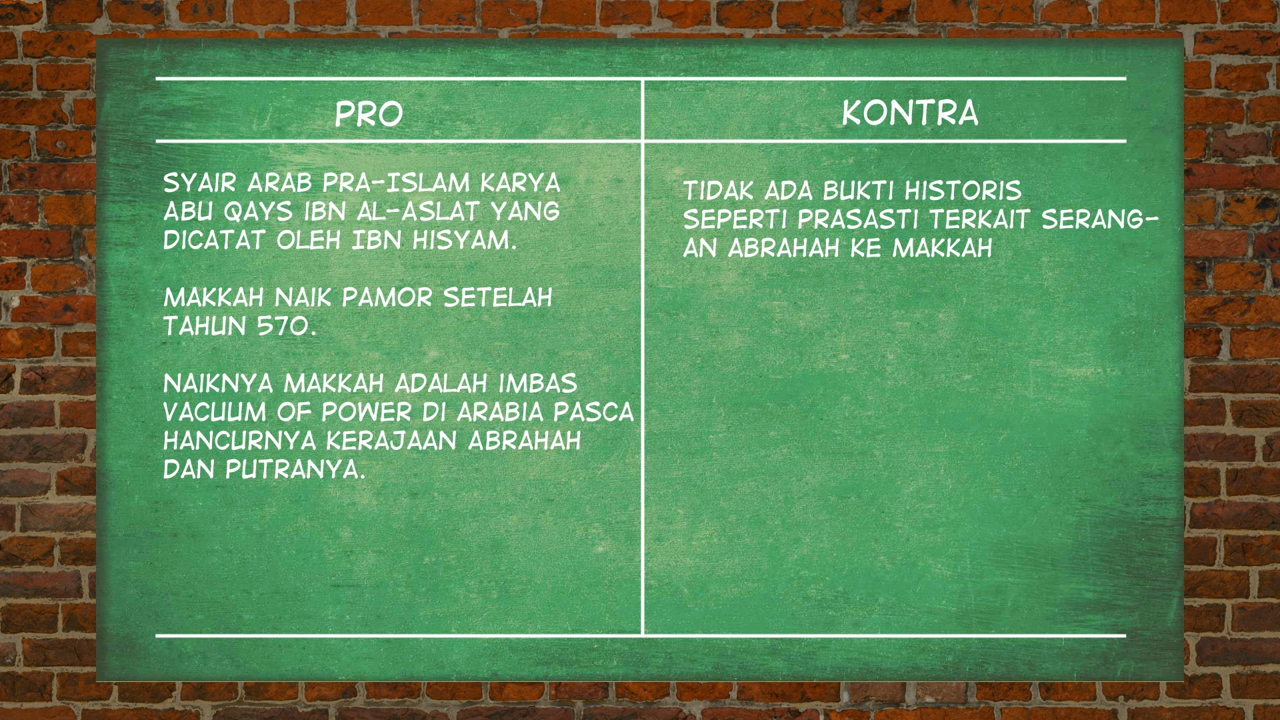 PRO
SYAIR ARAB PRA-ISLAM KARYA
ABU QAYS IBN AL-ASLAT YANG
DICATAT OLEH IBN HISYAM.
MAKKAH NAIK PAMOR SETELAH
TAHUN 570.
NAIKNYA MAKKAH ADALAH IMBAS
VACUUM OF POWER DI ARABIA PASCA
HANCURNYA KERAJAAN ABRAHAH
DAN PUTRANYA.
KONTRA
TIDAK ADA BUKTI HISTORIS
SEPERTI PRASASTI TERKAIT SERANG-
AN ABRAHAH KE MAKKAH